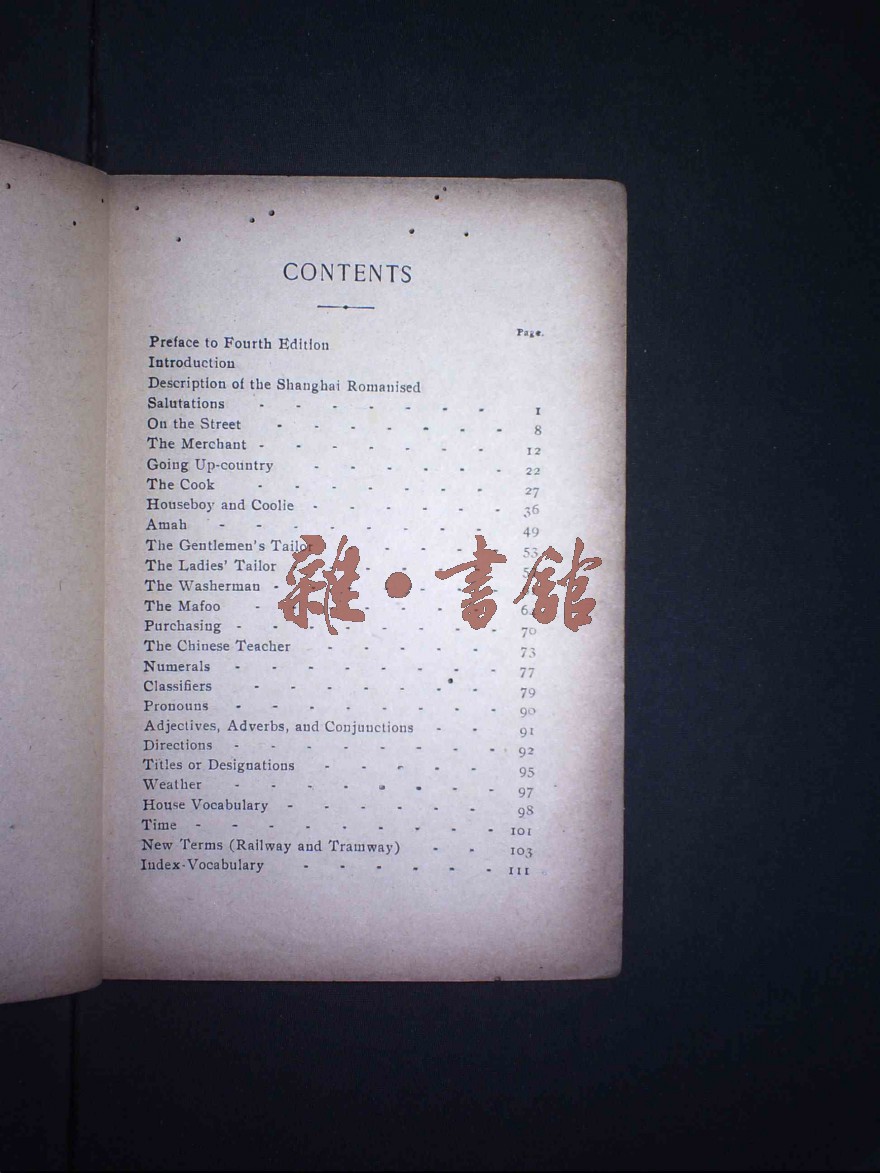 CONTENTS
Page.
Preface to Fourth Edition
Introduction
Description of the Shanghai Romanised
Salutations - - - - - - - 1
On the Street - - - - - - - 8
The Merchant - - - - - - - 12
Going Up-country - - - - - - 22
The Cook - - - - - - - 27
Houseboy and Coolie - - - - - - 36
Amah - - - - - - - - 49
The Gentlemen's Tailor - - - - 53
The Ladies' Tailor - - -
The Washerman - - - - -
The Mafoo - - - - -
Purchasing - - - - - - - - 70
The Chinese Teacher - - - - - 73
Numerals - - - - - - - - 77
Classifiers - - - - - - - 79
Pronouns - - - - - - - - 90
Adjectives, Adverbs, and Conjunctions - - 91
Directions - - - - - - - - 92
Titles or Designations - - - - - 95
Weather - - - - - - - - 97
House Vocabulary - - - - - - 98
Time - - - - - - - - - 101
New Terms (Railway and Tramway) - - 103
Index-Vocabulary - - - - - - 111
雜·書館